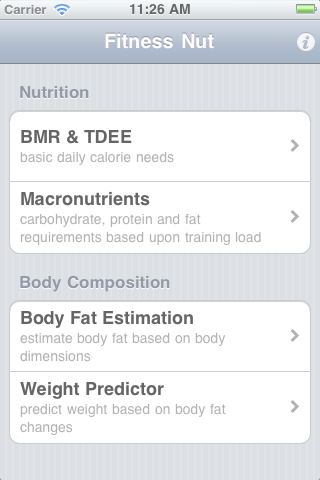 Carrier 11:26 AM
Fitness Nut
Nutrition
BMR & TDEE
basic daily calorie needs
Macronutrients
carbohydrate, protein and fat
requirements based upon training load
Body Composition
Body Fat Estimation
estimate body fat based on body
dimensions
Weight Predictor
predict weight based on body fat
changes